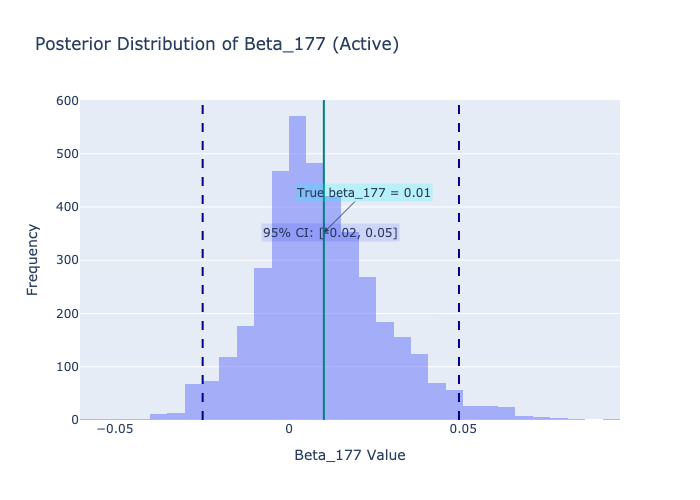 Posterior Distribution of Beta_177 (Active)
600
500
400
300
200
100
0
Frequency
True beta_177 = 0.01
95% CI: [-0.02, 0.05]
−0.05
0
0.05
Beta_177 Value